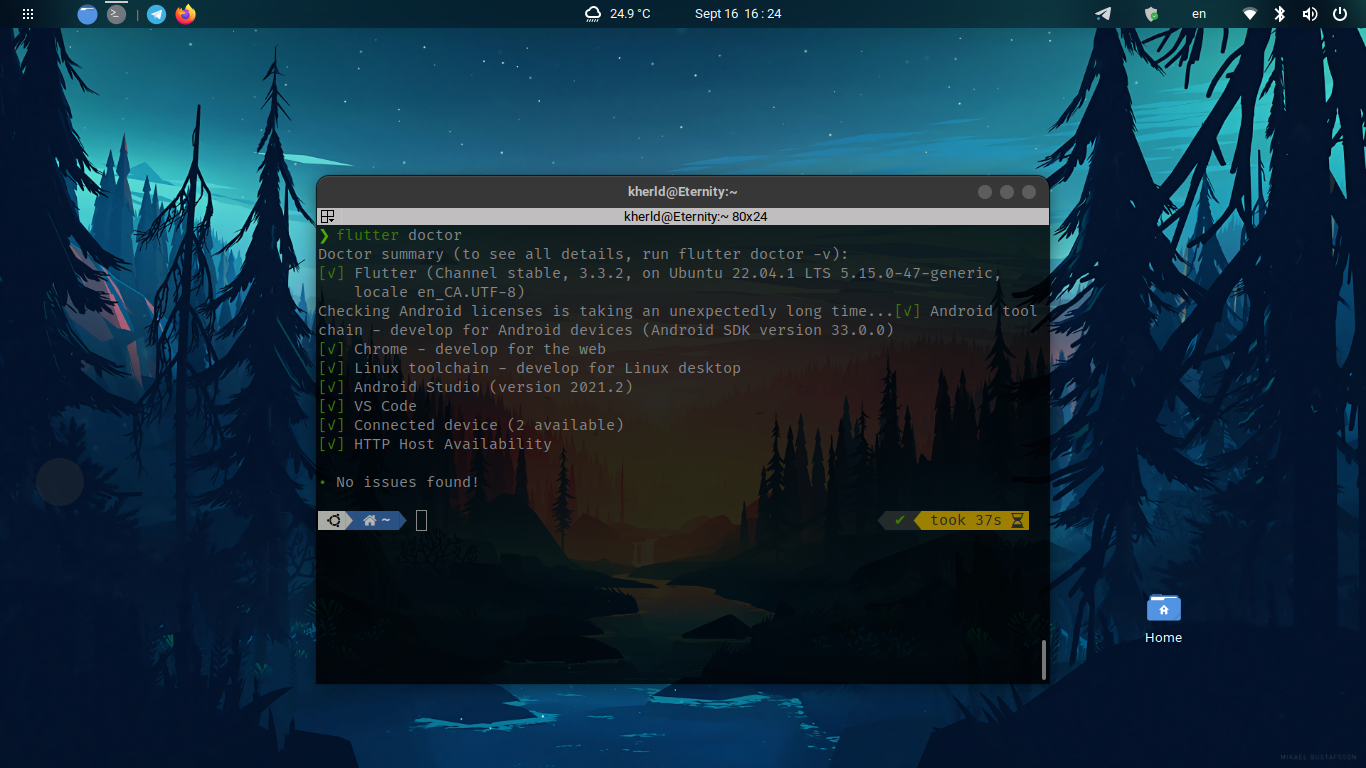 24.9 °C
Sept 16 16 : 24
en
kherld@Eternity:~
kherld@Eternity:~ 80x24
❯ flutter doctor
Doctor summary (to see all details, run flutter doctor -v):
[√] Flutter (Channel stable, 3.3.2, on Ubuntu 22.04.1 LTS 5.15.0-47-generic,
locale en_CA.UTF-8)
Checking Android licenses is taking an unexpectedly long time...[√] Android tool
chain - develop for Android devices (Android SDK version 33.0.0)
[√] Chrome - develop for the web
[√] Linux toolchain - develop for Linux desktop
[√] Android Studio (version 2021.2)
[√] VS Code
[√] Connected device (2 available)
[√] HTTP Host Availability
• No issues found!
~ ✔ took 37s
Home
MIKAEL GUSTAFSSON